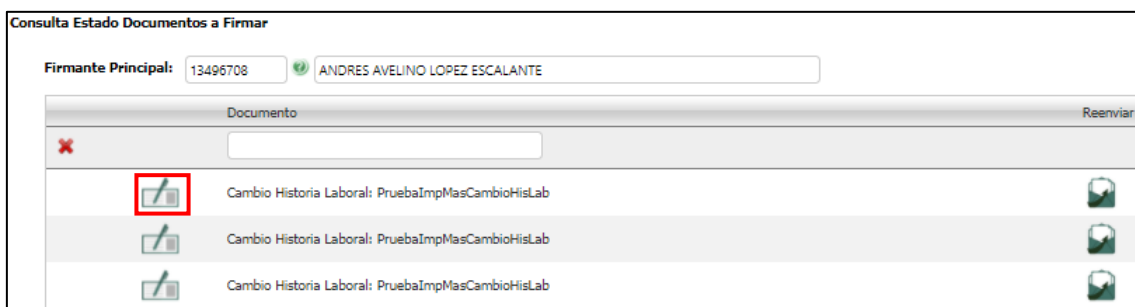 Consulta Estado Documentos a Firmar
Firmante Principal: 13496708 ANDRES AVELINO LOPEZ ESCALANTE
Documento Reenviar
Cambio Historia Laboral: PruebaImpMasCambioHisLab
Cambio Historia Laboral: PruebaImpMasCambioHisLab
Cambio Historia Laboral: PruebaImpMasCambioHisLab